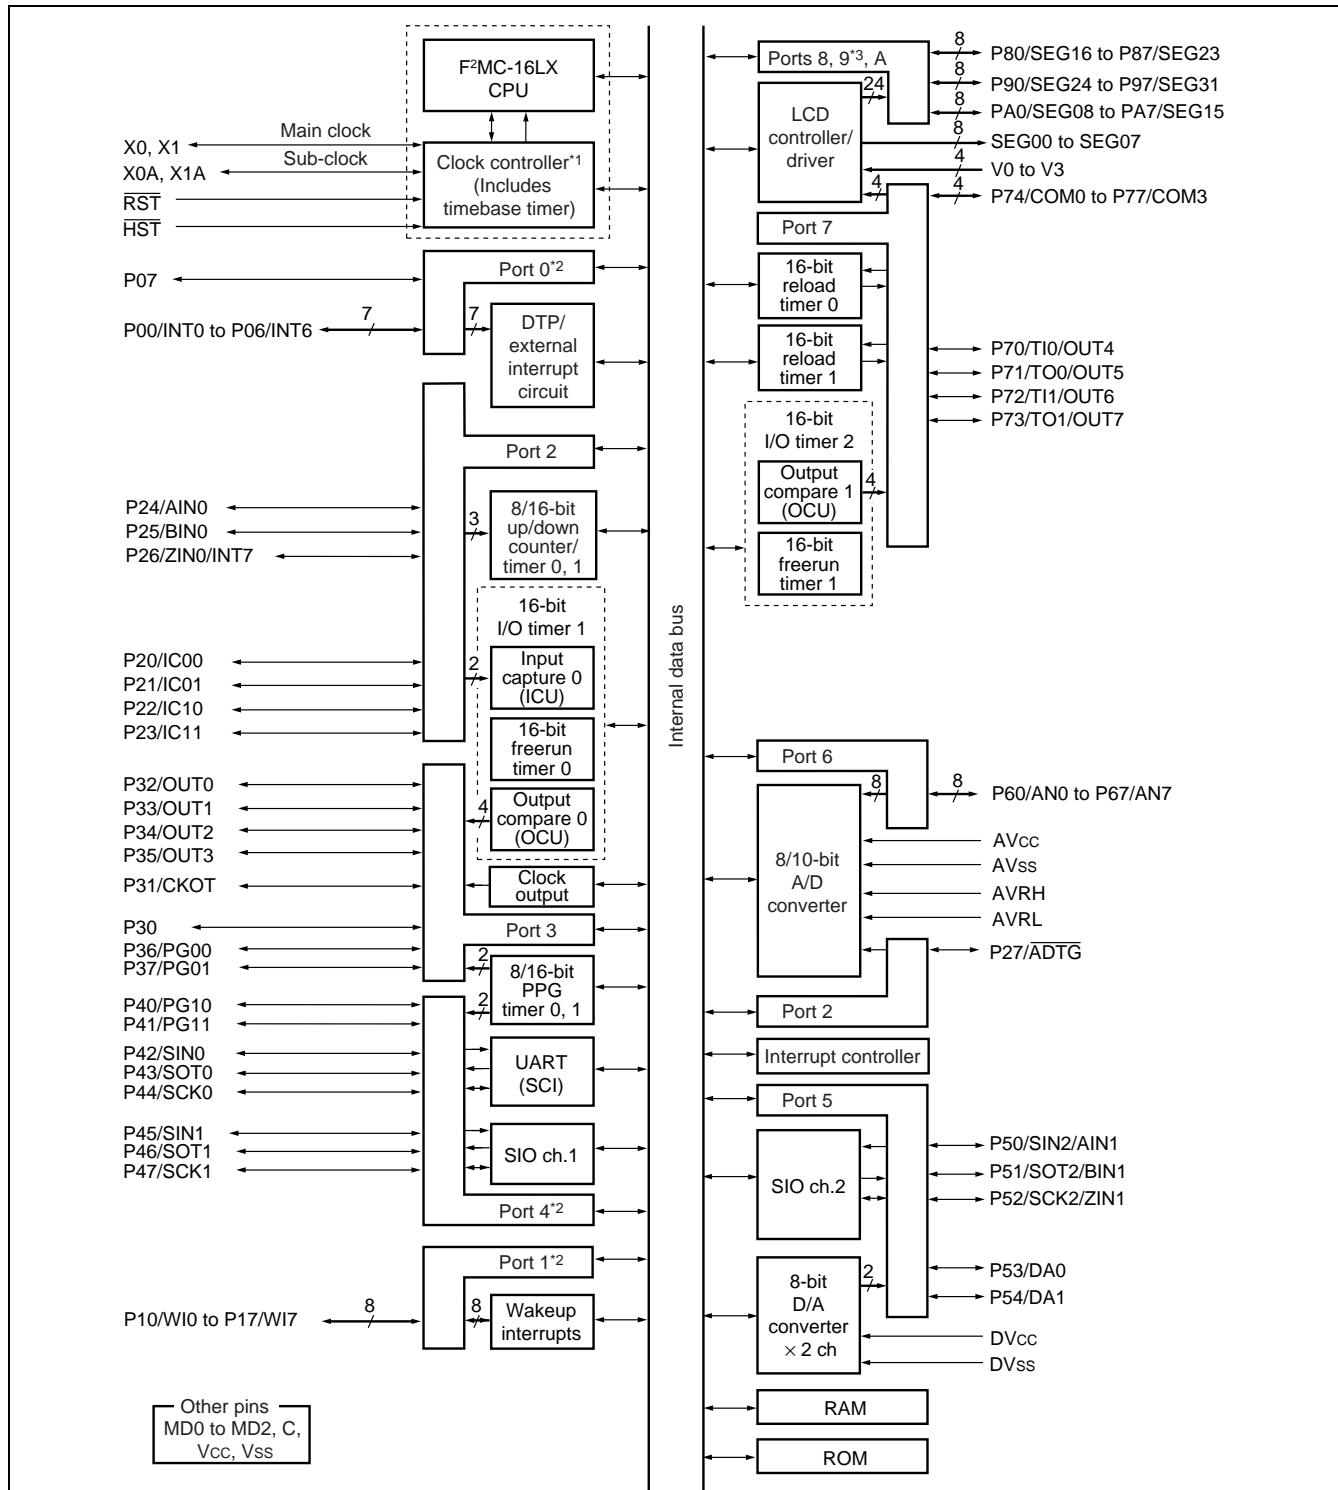 F²MC-16LX
CPU
Main clock
X0, X1
Sub-clock
X0A, X1A
Clock controller*1
(Includes
timebase timer)
RST
HST
Port 0*2
P07
P00/INT0 to P06/INT6
7
7
DTP/
external
interrupt
circuit
Port 2
P24/AIN0
P25/BIN0
P26/ZIN0/INT7
3
8/16-bit
up/down
counter/
timer 0, 1
16-bit
I/O timer 1
P20/IC00
P21/IC01
P22/IC10
P23/IC11
2
Input
capture 0
(ICU)
16-bit
freerun
timer 0
P32/OUT0
P33/OUT1
P34/OUT2
P35/OUT3
4
Output
compare 0
(OCU)
P31/CKOT
Clock
output
P30
Port 3
P36/PG00
P37/PG01
2
8/16-bit
PPG
timer 0, 1
2
P40/PG10
P41/PG11
P42/SIN0
P43/SOT0
P44/SCK0
UART
(SCI)
P45/SIN1
P46/SOT1
P47/SCK1
SIO ch.1
Port 4*2
Port 1*2
P10/WI0 to P17/WI7
8
8
Wakeup
interrupts
Other pins
MD0 to MD2, C,
VCC, VSS
Internal data bus
Ports 8, 9*3, A
8
P80/SEG16 to P87/SEG23
8
P90/SEG24 to P97/SEG31
24
8
PA0/SEG08 to PA7/SEG15
LCD
controller/
driver
8
SEG00 to SEG07
4
V0 to V3
4
4
P74/COM0 to P77/COM3
Port 7
16-bit
reload
timer 0
16-bit
reload
timer 1
P70/TI0/OUT4
P71/TO0/OUT5
P72/TI1/OUT6
P73/TO1/OUT7
16-bit
I/O timer 2
Output
compare 1
(OCU)
4
16-bit
freerun
timer 1
Port 6
8
8
P60/AN0 to P67/AN7
8/10-bit
A/D
converter
AVCC
AVSS
AVRH
AVRL
P27/ADTG
Port 2
Interrupt controller
Port 5
SIO ch.2
P50/SIN2/AIN1
P51/SOT2/BIN1
P52/SCK2/ZIN1
8-bit
D/A
converter
× 2 ch
2
P53/DA0
P54/DA1
DVCC
DVSS
RAM
ROM